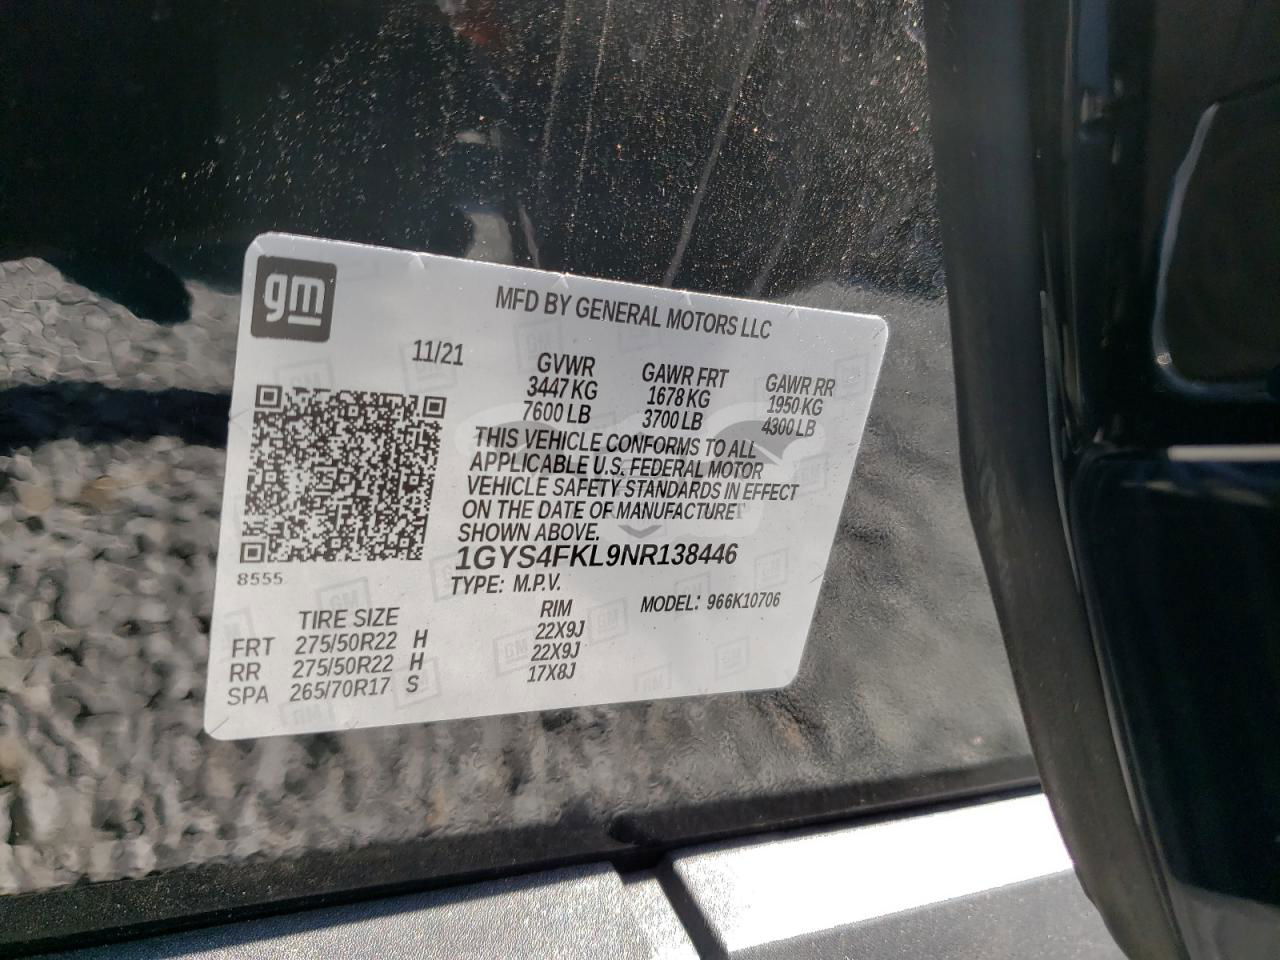 gm
MFD BY GENERAL MOTORS LLC
11/21
GVWR GAWR FRT GAWR RR
3447 KG 1678 KG 1950 KG
7600 LB 3700 LB 4300 LB
THIS VEHICLE CONFORMS TO ALL
APPLICABLE U.S. FEDERAL MOTOR
VEHICLE SAFETY STANDARDS IN EFFECT
ON THE DATE OF MANUFACTURE
SHOWN ABOVE.
1GYS4FKL9NR138446
8555
TYPE: M.P.V.
MODEL: 966K10706
TIRE SIZE RIM
FRT 275/50R22 H 22X9J
RR 275/50R22 H 22X9J
SPA 265/70R17 S 17X8J